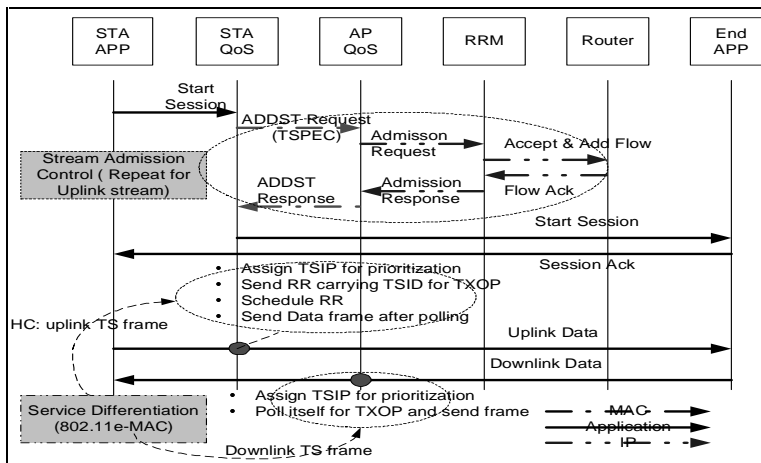 STA
APP
STA
QoS
AP
QoS
RRM
Router
End
APP
Start
Session
ADDST Request
(TSPEC)
Admisson
Request
Accept & Add Flow
Stream Admission
Control ( Repeat for
Uplink stream)
ADDST
Response
Admission
Response
Flow Ack
Start Session
Session Ack
• Assign TSIP for prioritization
• Send RR carrying TSID for TXOP
• Schedule RR
• Send Data frame after polling
HC: uplink TS frame
Uplink Data
Downlink Data
• Assign TSIP for prioritization
• Poll itself for TXOP and send frame
Service Differentiation
(802.11e-MAC)
Downlink TS frame
MAC
Application
IP